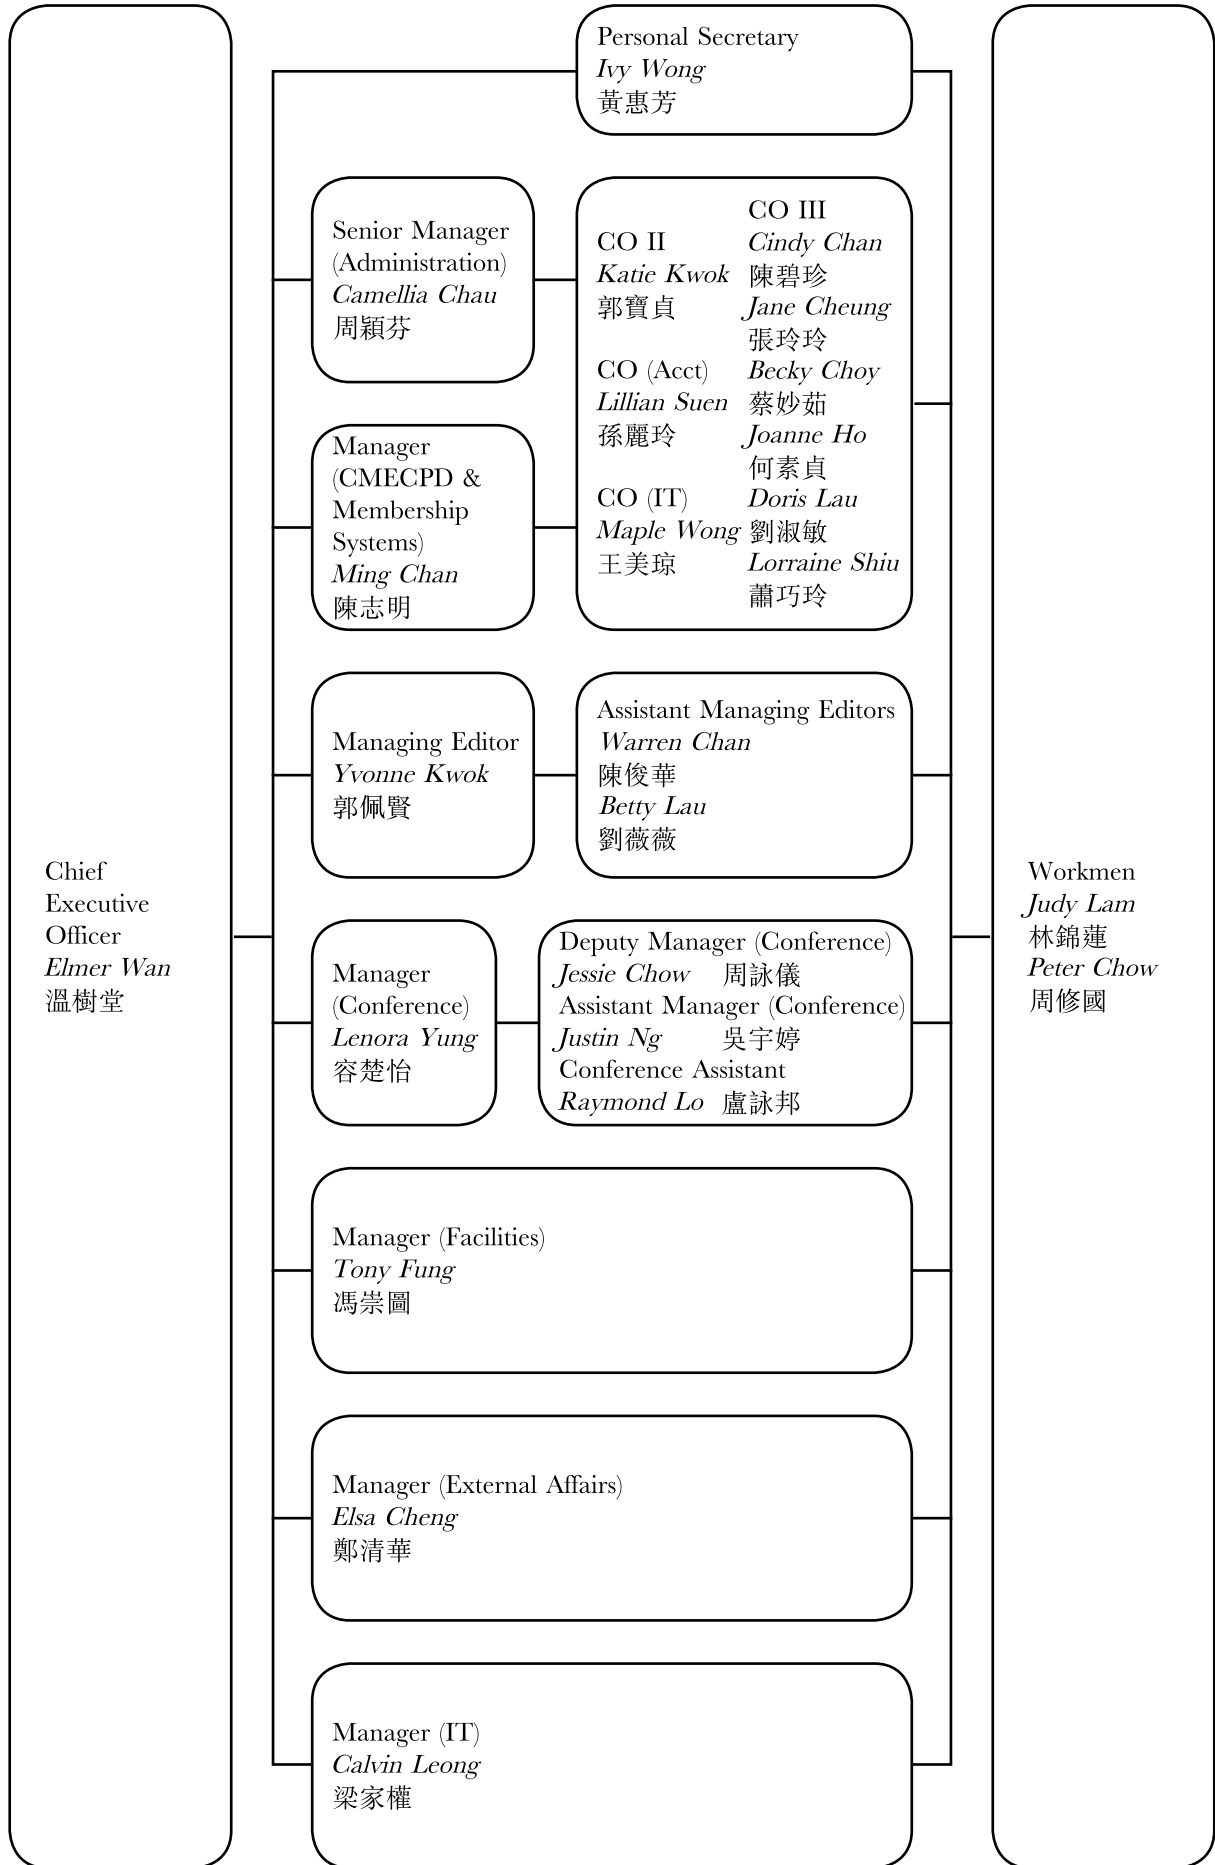 Personal Secretary
Ivy Wong
黃惠芳
Senior Manager
(Administration)
Camellia Chau
周穎芬
CO II
Katie Kwok
郭寶貞
CO (Acct)
Lillian Suen
孫麗玲
CO (IT)
Maple Wong
王美琼
CO III
Cindy Chan
陳碧珍
Jane Cheung
張玲玲
Becky Choy
蔡妙茹
Joanne Ho
何素貞
Doris Lau
劉淑敏
Lorraine Shiu
蕭巧玲
Manager
(CMECPD &
Membership
Systems)
Ming Chan
陳志明
Managing Editor
Yvonne Kwok
郭佩賢
Assistant Managing Editors
Warren Chan
陳俊華
Betty Lau
劉薇薇
Chief
Executive
Officer
Elmer Wan
溫樹堂
Manager
(Conference)
Lenora Yung
容楚怡
Deputy Manager (Conference)
Jessie Chow 周詠儀
Assistant Manager (Conference)
Justin Ng 吳宇婷
Conference Assistant
Raymond Lo 盧詠邦
Workmen
Judy Lam
林錦蓮
Peter Chow
周修國
Manager (Facilities)
Tony Fung
馮崇圖
Manager (External Affairs)
Elsa Cheng
鄭清華
Manager (IT)
Calvin Leong
梁家權